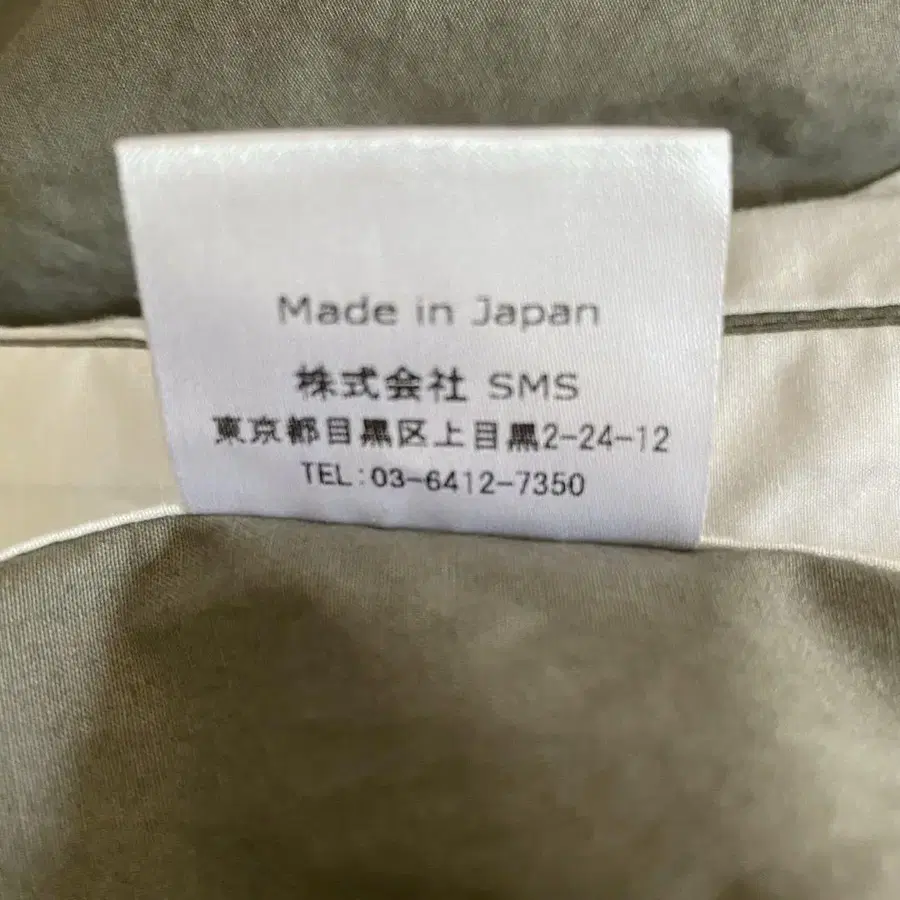 Made in Japan
株式会社 SMS
東京都目黒区上目黒2-24-12
TEL:03-6412-7350